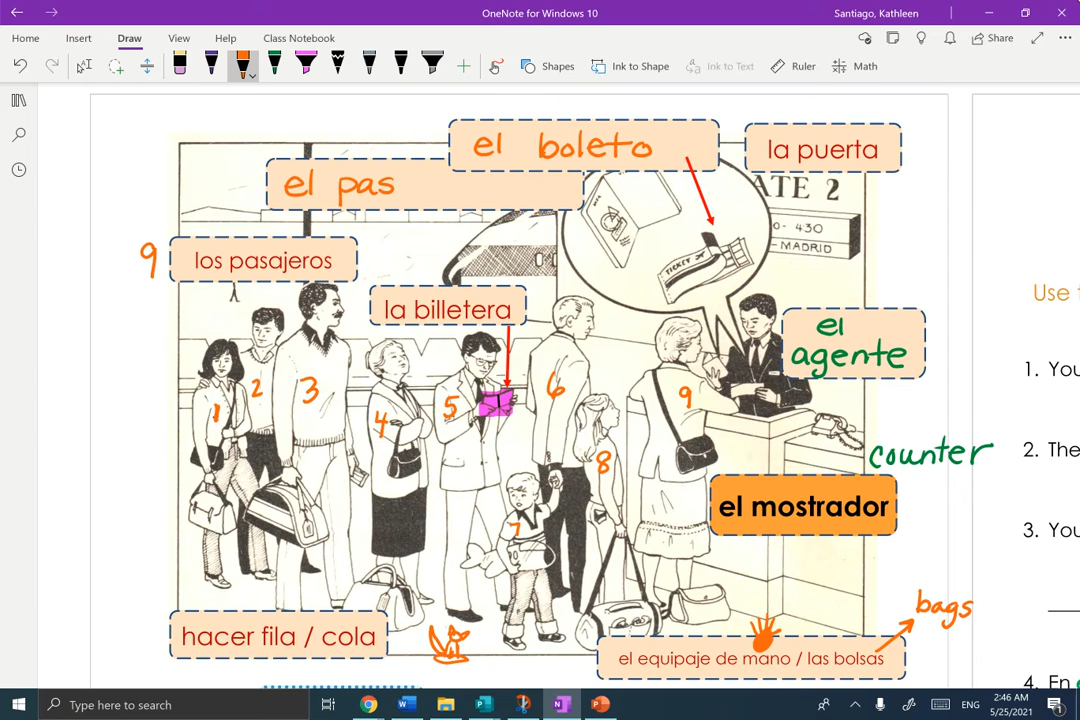 OneNote for Windows 10
Santiago, Kathleen
Home Insert Draw View Help Class Notebook
Share
Shapes Ink to Shape Ink to Text Ruler Math
el boleto
la puerta
el pas
ATE 2
O- 430
-MADRID
9 los pasajeros
TICKET
la billetera
Use
el
agente
1. You
1 2 3 4 5 6 7 8 9
counter
2. The
el mostrador
3. You
bags
hacer fila / cola
el equipaje de mano / las bolsas
4. En
Type here to search
ENG
2:46 AM
5/25/2021
1